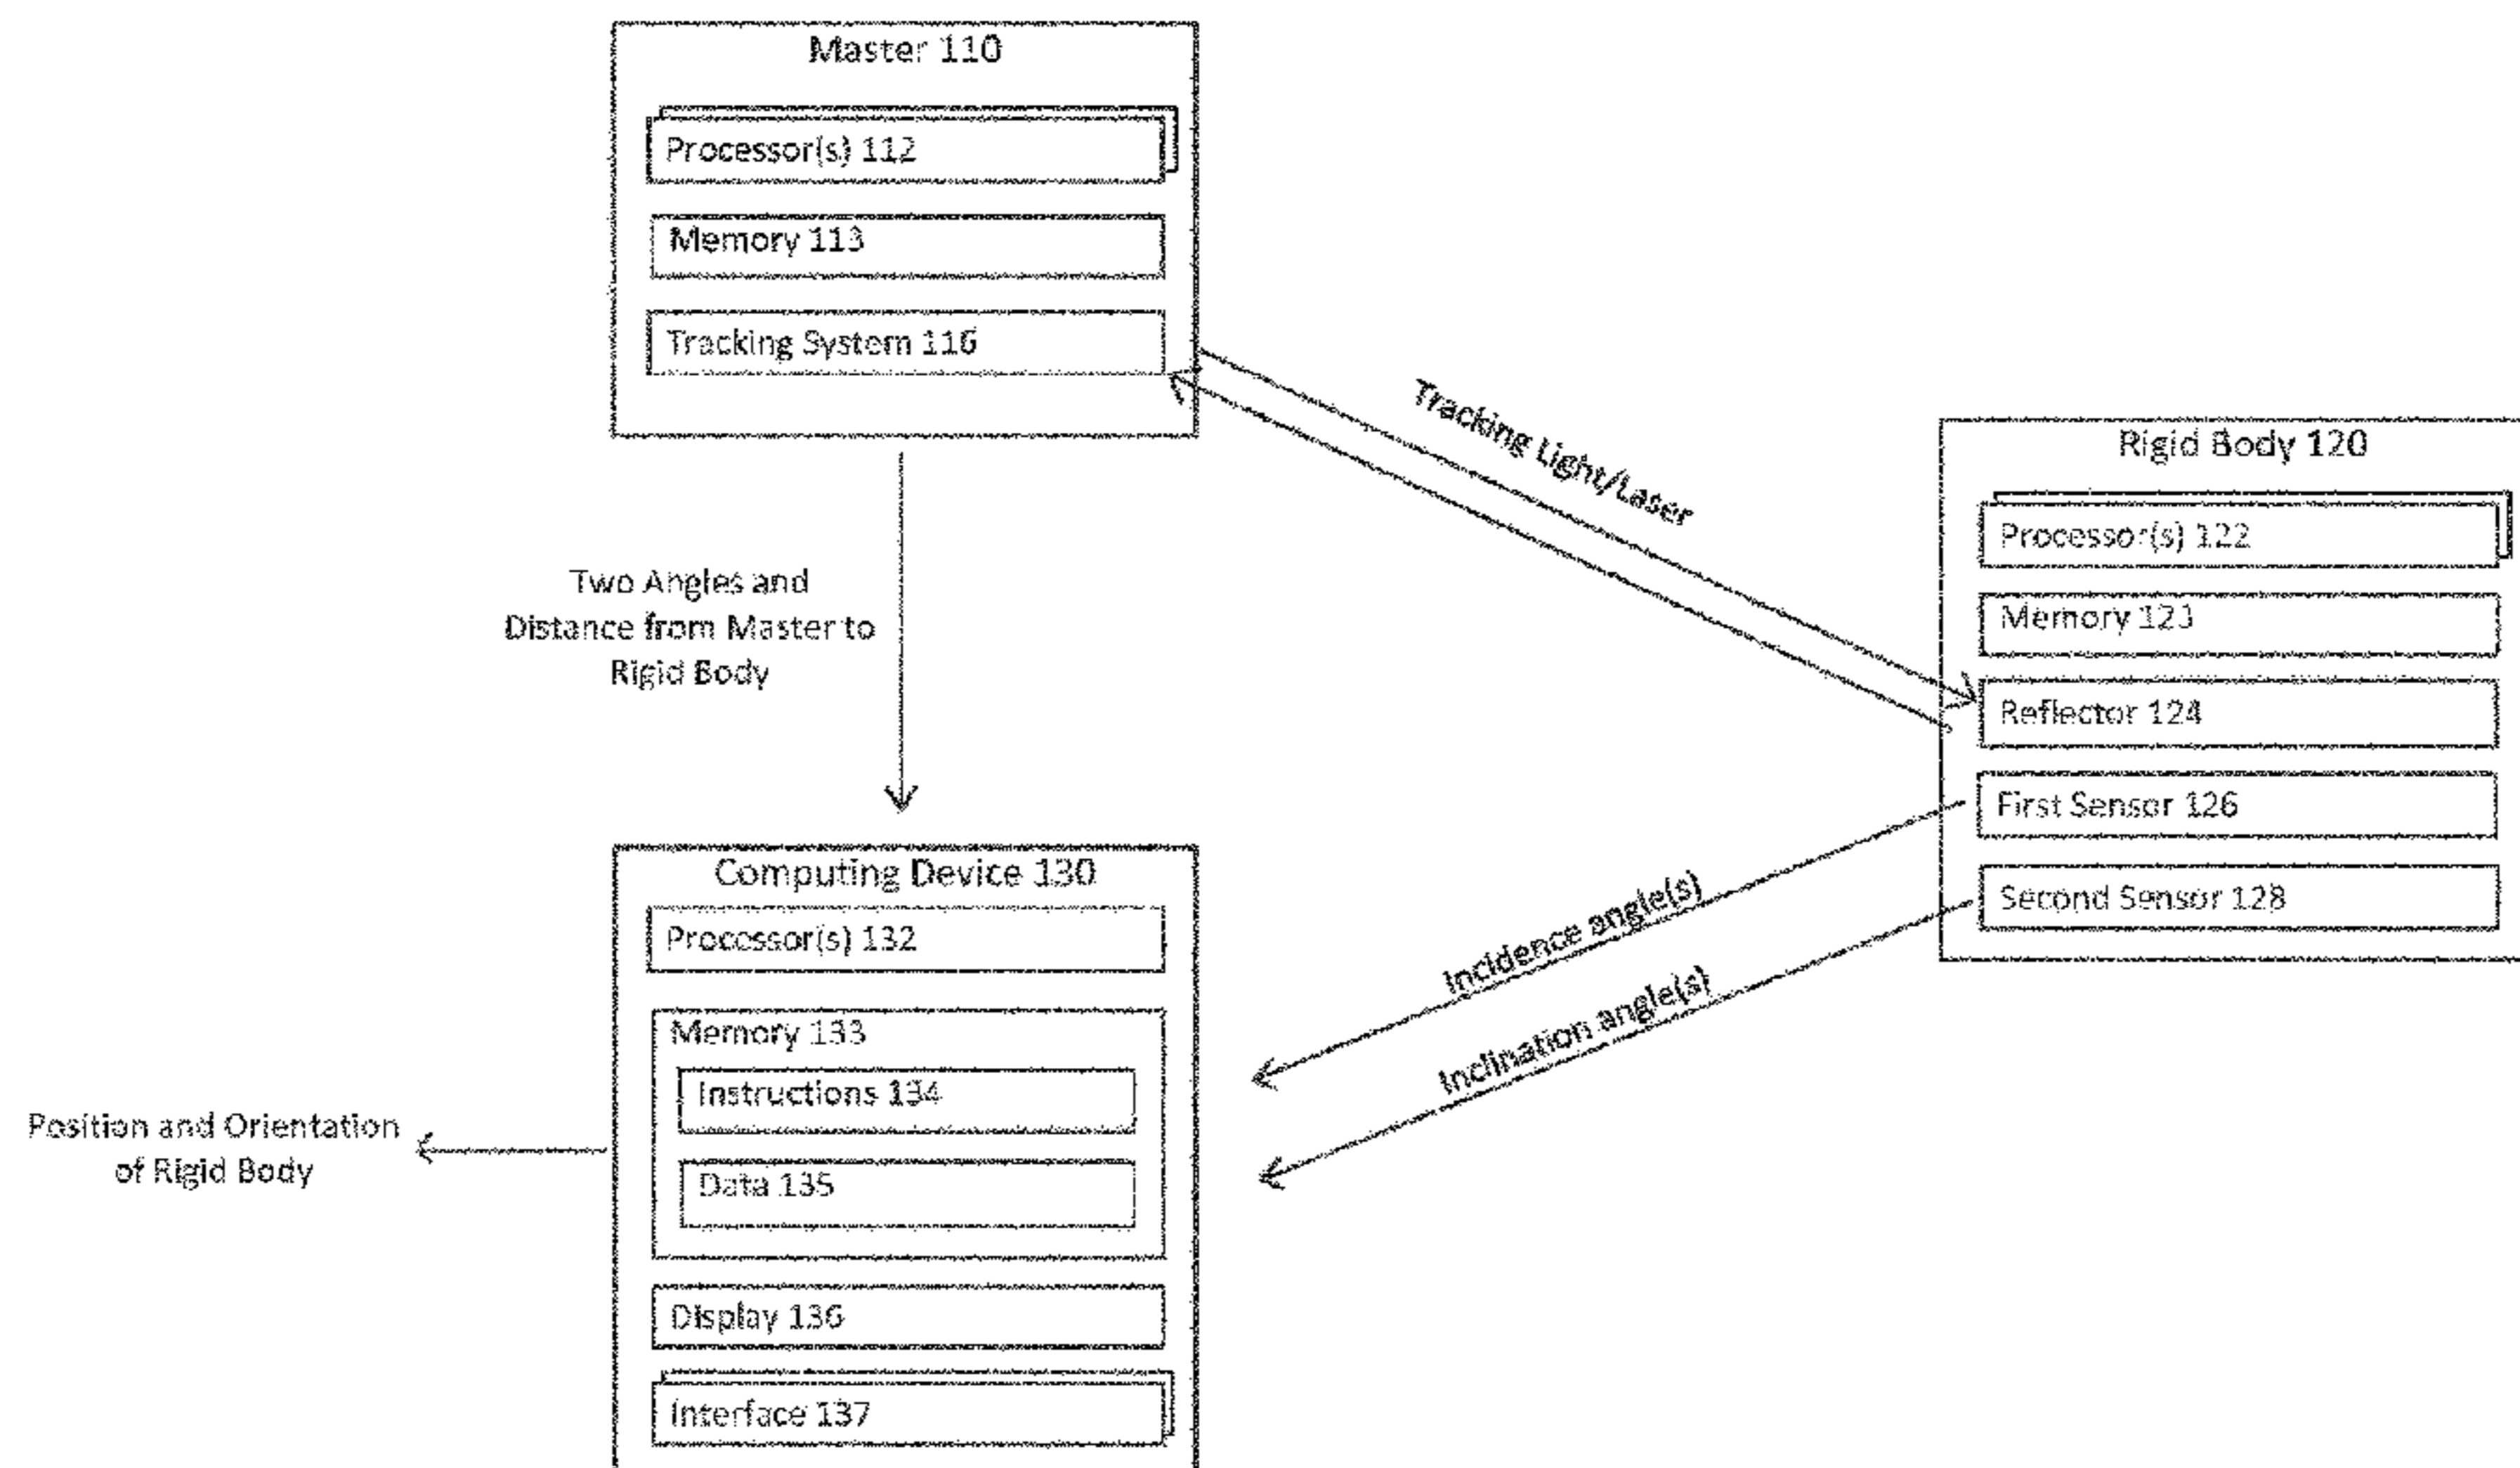 Master 110
Processor(s) 112
Memory 113
Tracking System 116
Tracking Light/Laser
Rigid Body 120
Processor(s) 122
Memory 123
Reflector 124
First Sensor 126
Second Sensor 128
Two Angles and
Distance from Master to
Rigid Body
Incidence angle(s)
Inclination angle(s)
Computing Device 130
Processor(s) 132
Memory 133
Instructions 134
Data 135
Display 136
Interface 137
Position and Orientation
of Rigid Body